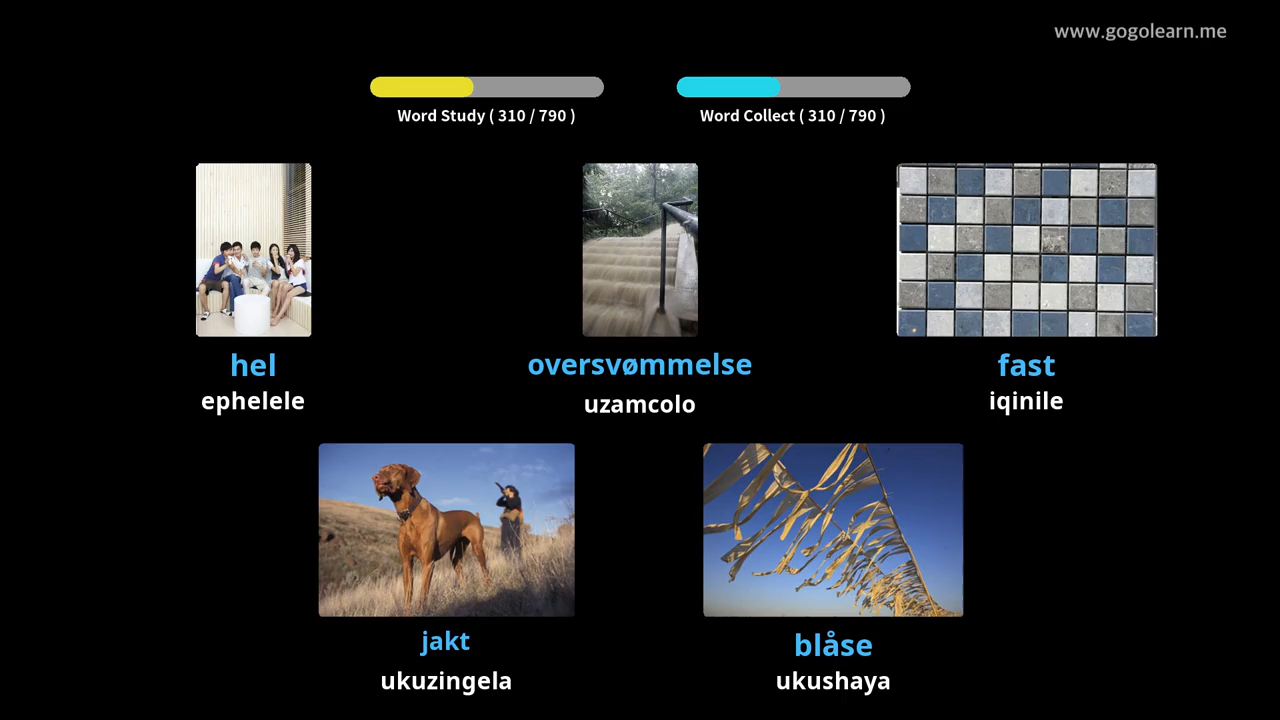 www.gogolearn.me
Word Study ( 310 / 790 )
Word Collect ( 310 / 790 )
hel
ephelele
oversvømmelse
uzamcolo
fast
iqinile
jakt
ukuzingela
blåse
ukushaya